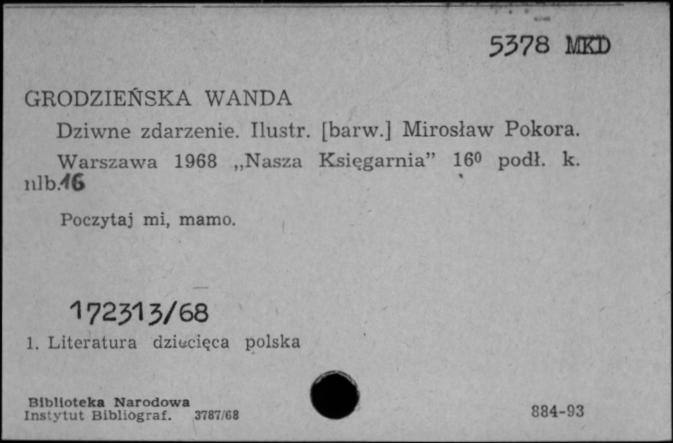 5378 MKD
GRODZIEŃSKA WANDA
Dziwne zdarzenie. Ilustr. [barw.] Mirosław Pokora.
Warszawa 1968 „Nasza Księgarnia” 16⁰ podł. k.
nlb.16
Poczytaj mi, mamo.
172313/68
1. Literatura dziecięca polska
Biblioteka Narodowa
Instytut Bibliograf. 3787/68
884-93